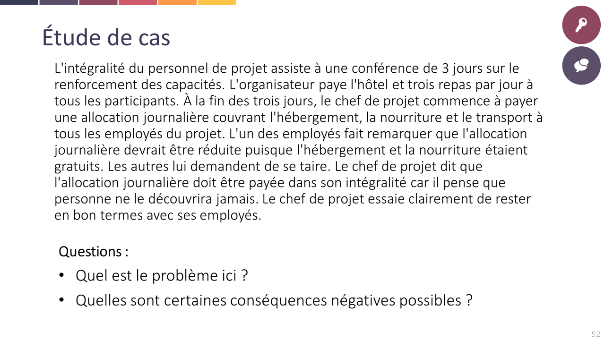 Étude de cas
L'intégralité du personnel de projet assiste à une conférence de 3 jours sur le
renforcement des capacités. L'organisateur paye l'hôtel et trois repas par jour à
tous les participants. À la fin des trois jours, le chef de projet commence à payer
une allocation journalière couvrant l'hébergement, la nourriture et le transport à
tous les employés du projet. L'un des employés fait remarquer que l'allocation
journalière devrait être réduite puisque l'hébergement et la nourriture étaient
gratuits. Les autres lui demandent de se taire. Le chef de projet dit que
l'allocation journalière doit être payée dans son intégralité car il pense que
personne ne le découvrira jamais. Le chef de projet essaie clairement de rester
en bon termes avec ses employés.
Questions :
• Quel est le problème ici ?
• Quelles sont certaines conséquences négatives possibles ?
52